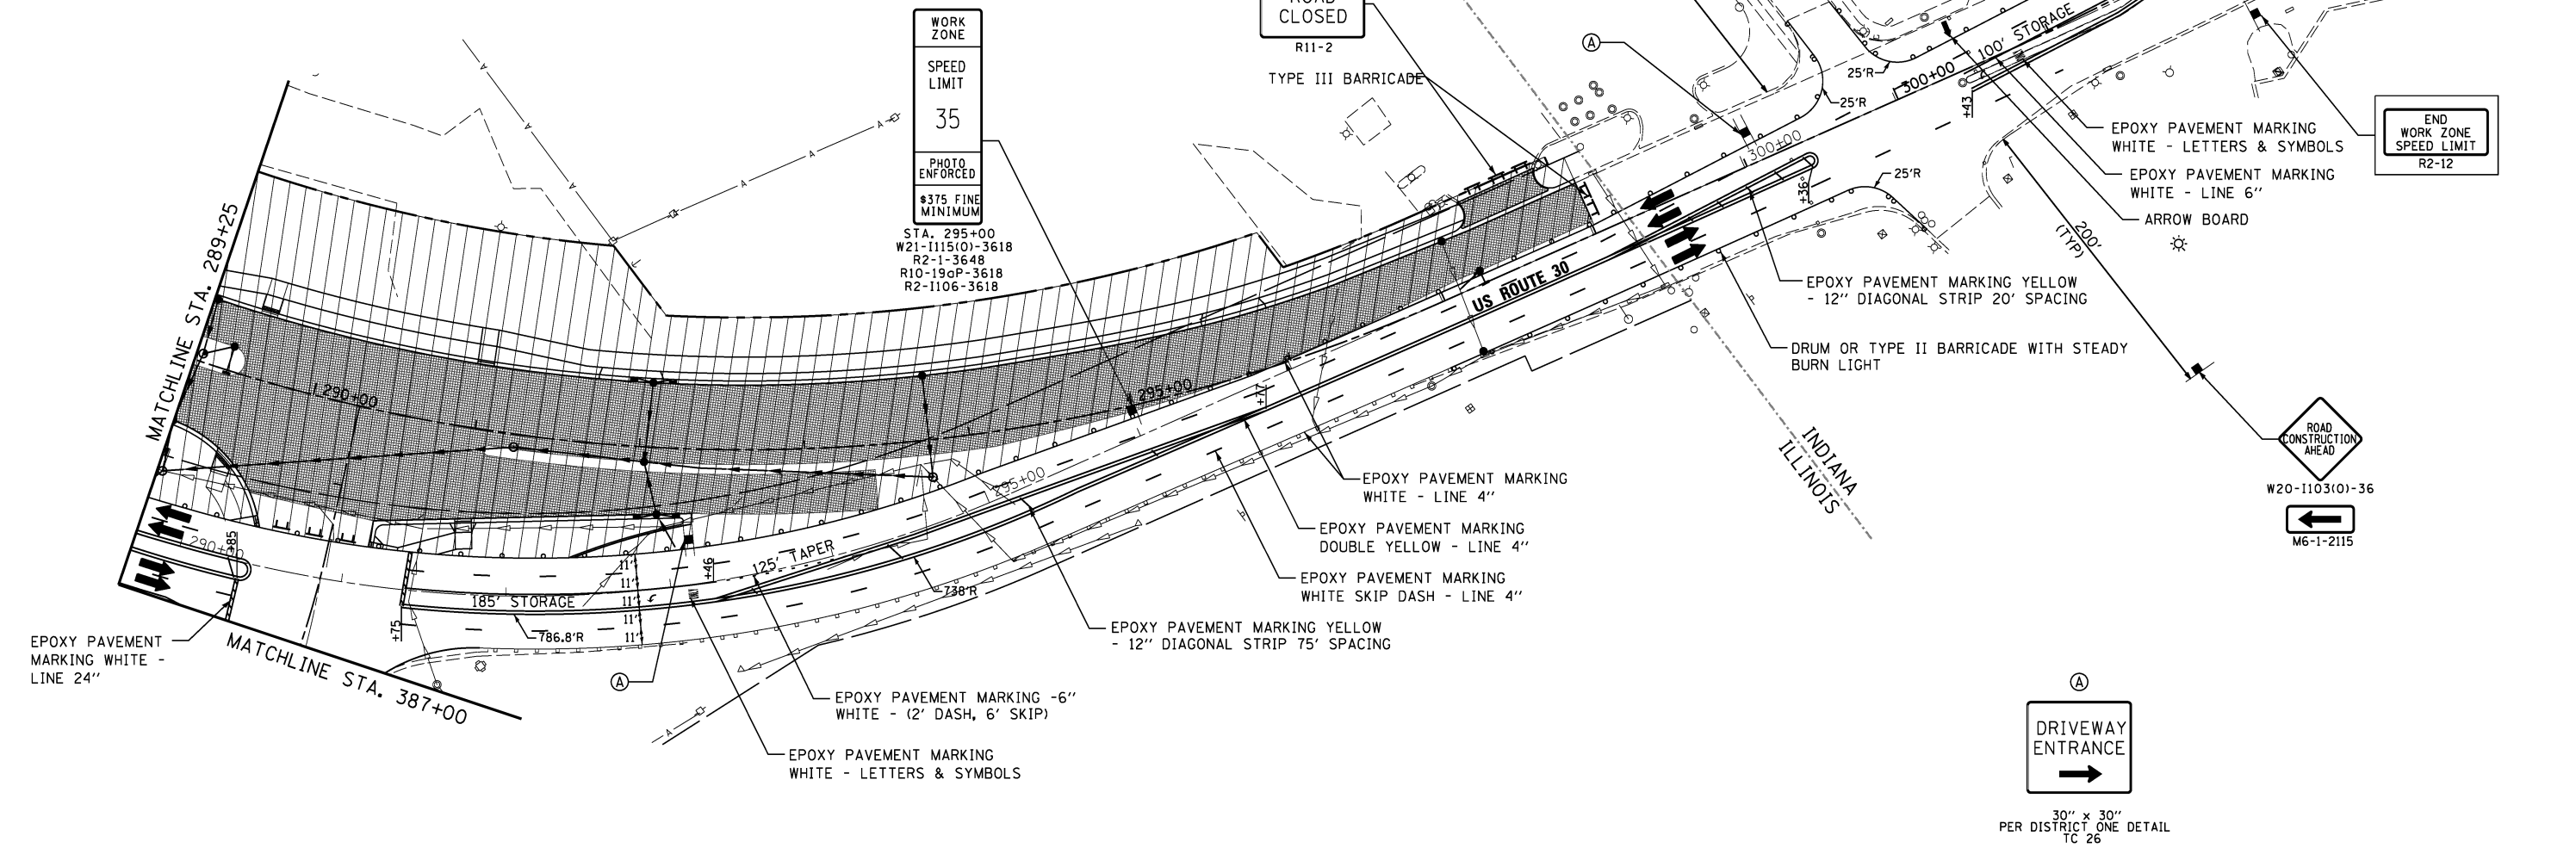 WORK
ZONE
SPEED
LIMIT
35
PHOTO
ENFORCED
$375 FINE
MINIMUM
STA. 295+00
W21-I115(O)-3618
R2-1-3648
R10-19aP-3618
R2-I106-3618
CLOSED
R11-2
TYPE III BARRICADE
A
25'R
25'R
300+00
100' STORAGE
300+00
+43
EPOXY PAVEMENT MARKING
WHITE - LETTERS & SYMBOLS
EPOXY PAVEMENT MARKING
WHITE - LINE 6"
ARROW BOARD
END
WORK ZONE
SPEED LIMIT
R2-12
25'R
+36
200'
(TYP)
EPOXY PAVEMENT MARKING YELLOW
- 12" DIAGONAL STRIP 20' SPACING
DRUM OR TYPE II BARRICADE WITH STEADY
BURN LIGHT
US ROUTE 30
INDIANA
ILLINOIS
ROAD
CONSTRUCTION
AHEAD
W20-I103(O)-36
M6-1-2115
MATCHLINE STA. 289+25
290+00
295+00
+77
295+00
290+00
+85
125' TAPER
+46
11'
11'
11'
11'
11'
ONLY
185' STORAGE
+75
786.8'R
738'R
EPOXY PAVEMENT MARKING
WHITE - LINE 4"
EPOXY PAVEMENT MARKING
DOUBLE YELLOW - LINE 4"
EPOXY PAVEMENT MARKING
WHITE SKIP DASH - LINE 4"
EPOXY PAVEMENT MARKING YELLOW
- 12" DIAGONAL STRIP 75' SPACING
EPOXY PAVEMENT
MARKING WHITE -
LINE 24"
MATCHLINE STA. 387+00
A
EPOXY PAVEMENT MARKING -6"
WHITE - (2' DASH, 6' SKIP)
EPOXY PAVEMENT MARKING
WHITE - LETTERS & SYMBOLS
A
DRIVEWAY
ENTRANCE
30" x 30"
PER DISTRICT ONE DETAIL
TC 26